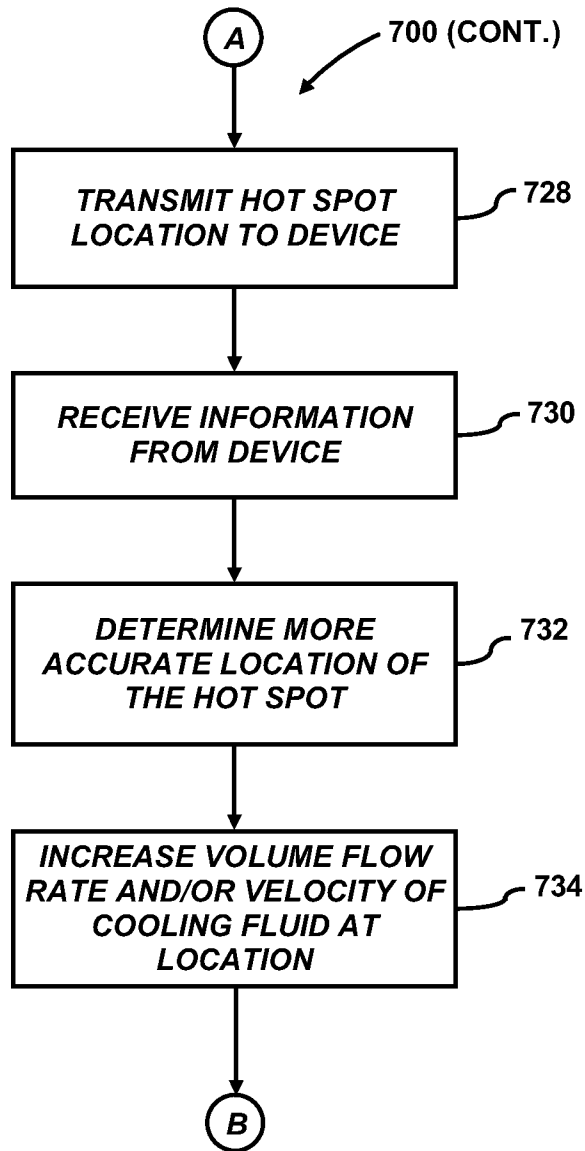 A
700 (CONT.)
TRANSMIT HOT SPOT
LOCATION TO DEVICE
728
RECEIVE INFORMATION
FROM DEVICE
730
DETERMINE MORE
ACCURATE LOCATION OF
THE HOT SPOT
732
INCREASE VOLUME FLOW
RATE AND/OR VELOCITY OF
COOLING FLUID AT
LOCATION
734
B